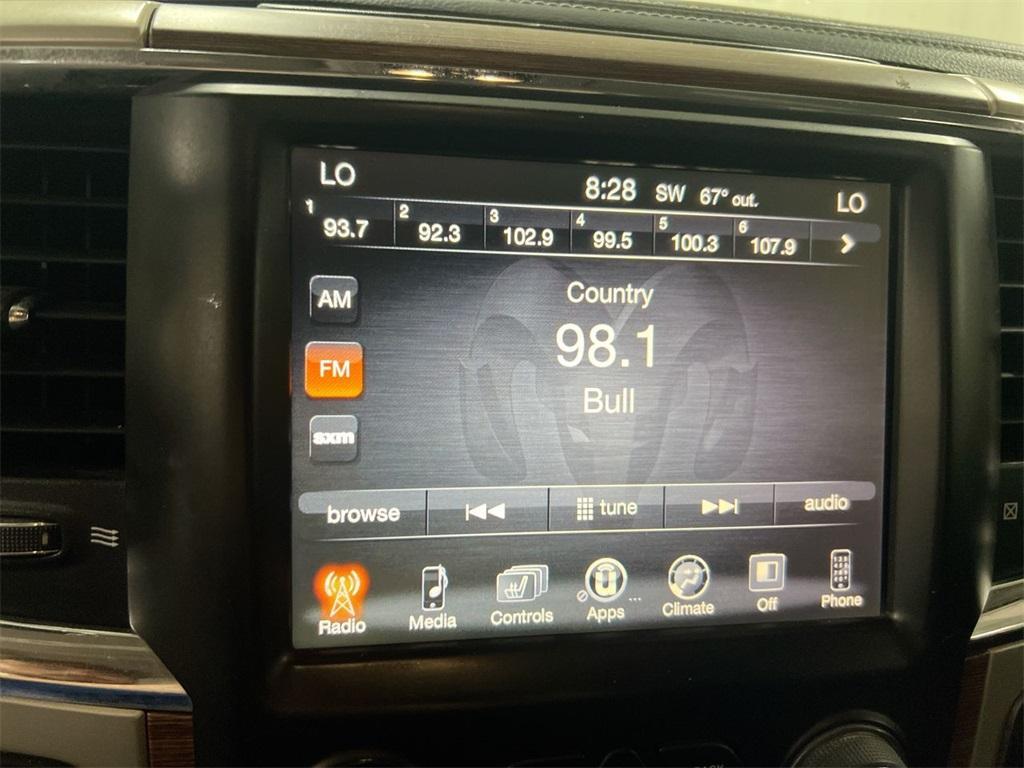 LO 8:28 SW 67° out. LO
1 93.7 2 92.3 3 102.9 4 99.5 5 100.3 6 107.9
AM
Country
98.1
FM
Bull
sxm
browse tune audio
Radio Media Controls Apps ... Climate Off Phone